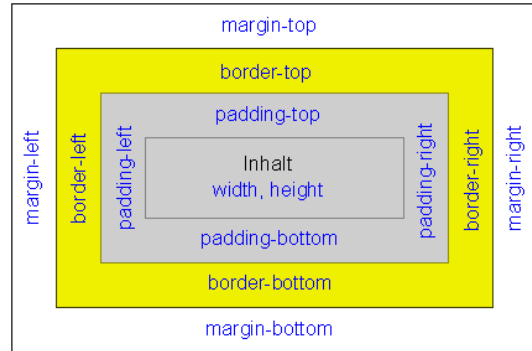 margin-top
border-top
padding-top
margin-left
border-left
padding-left
Inhalt
width, height
padding-right
border-right
margin-right
padding-bottom
border-bottom
margin-bottom